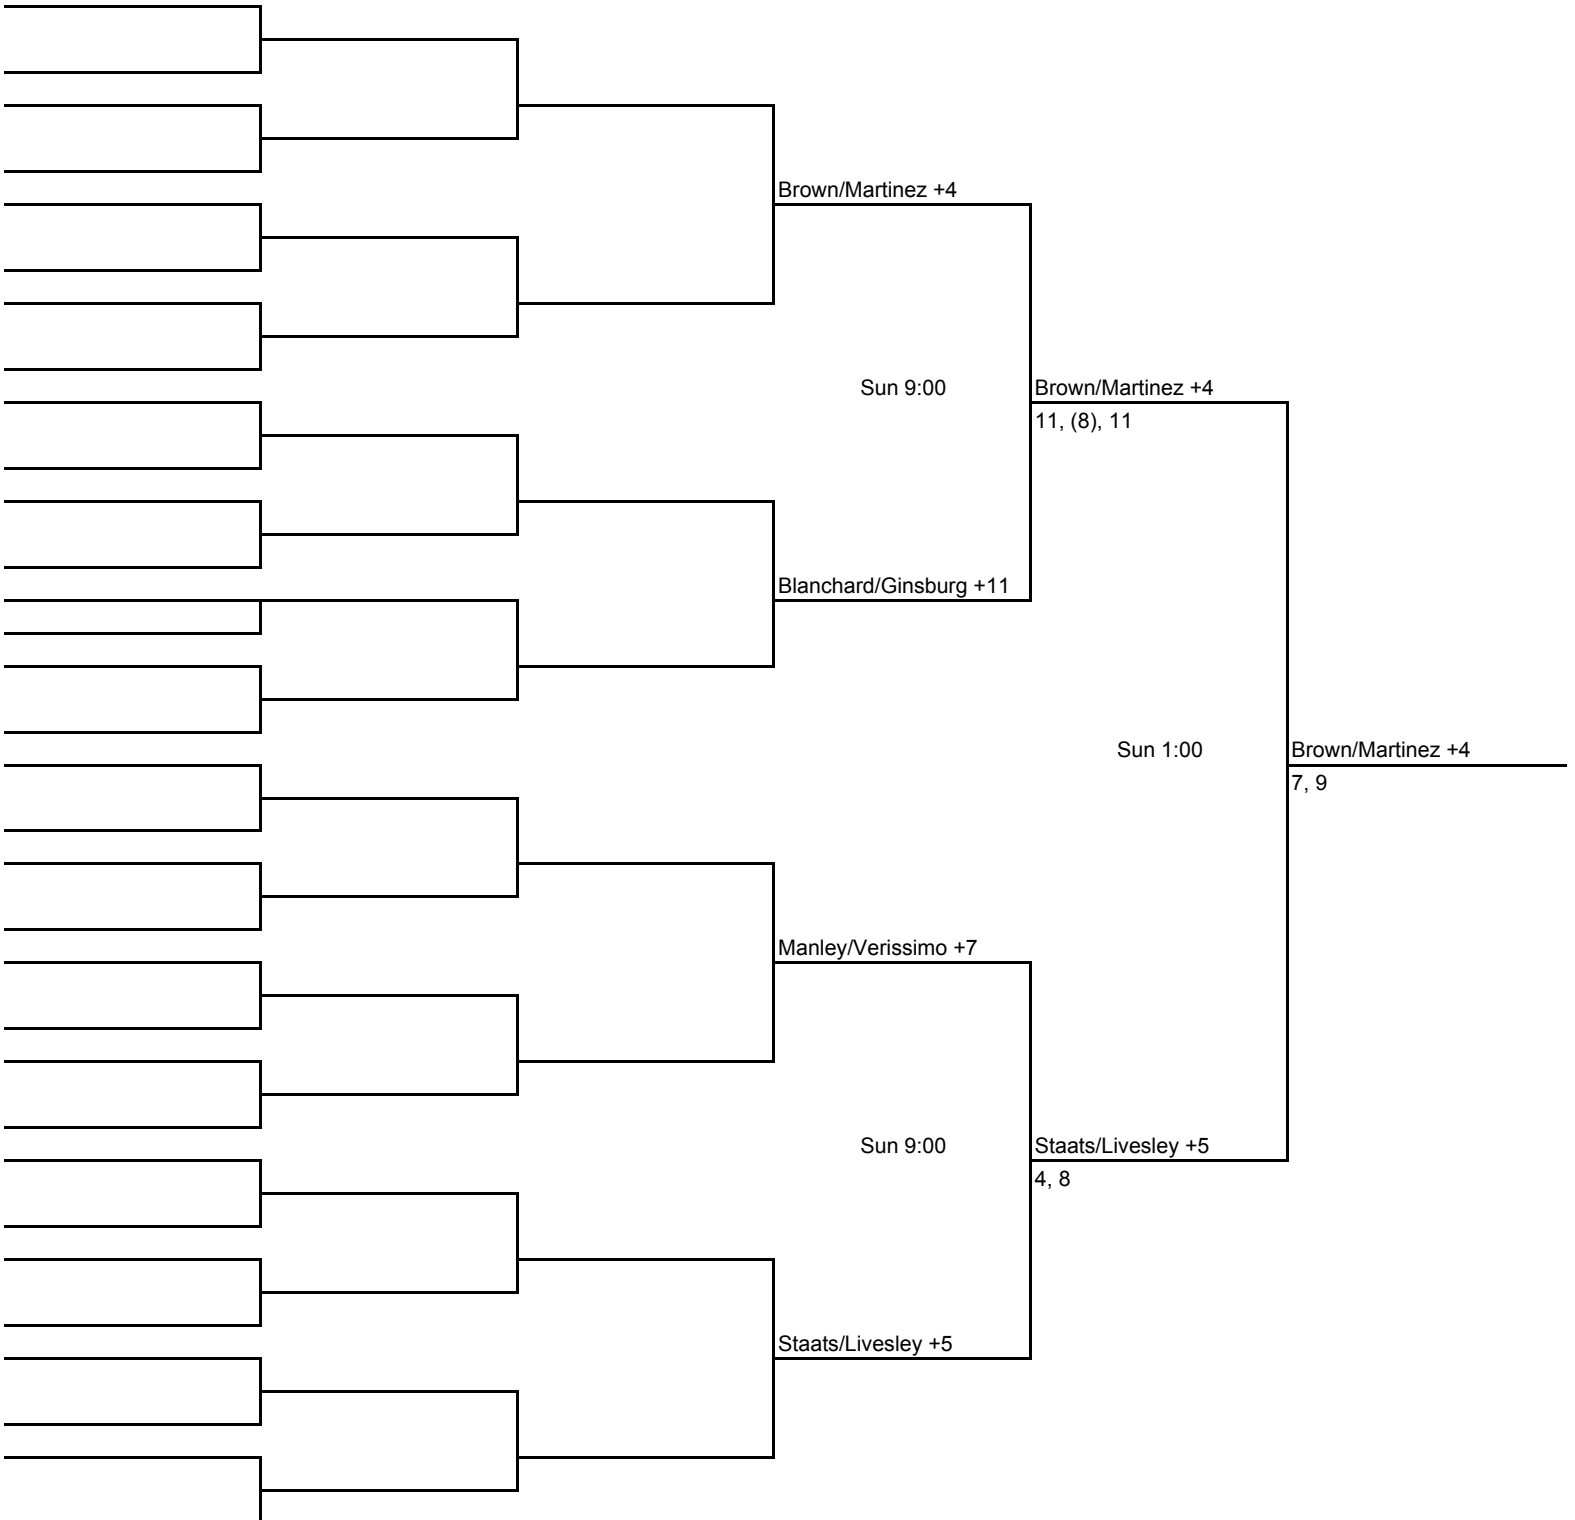 Brown/Martinez +4
Sun 9:00
Brown/Martinez +4
11, (8), 11
Blanchard/Ginsburg +11
Sun 1:00
Brown/Martinez +4
7, 9
Manley/Verissimo +7
Sun 9:00
Staats/Livesley +5
4, 8
Staats/Livesley +5